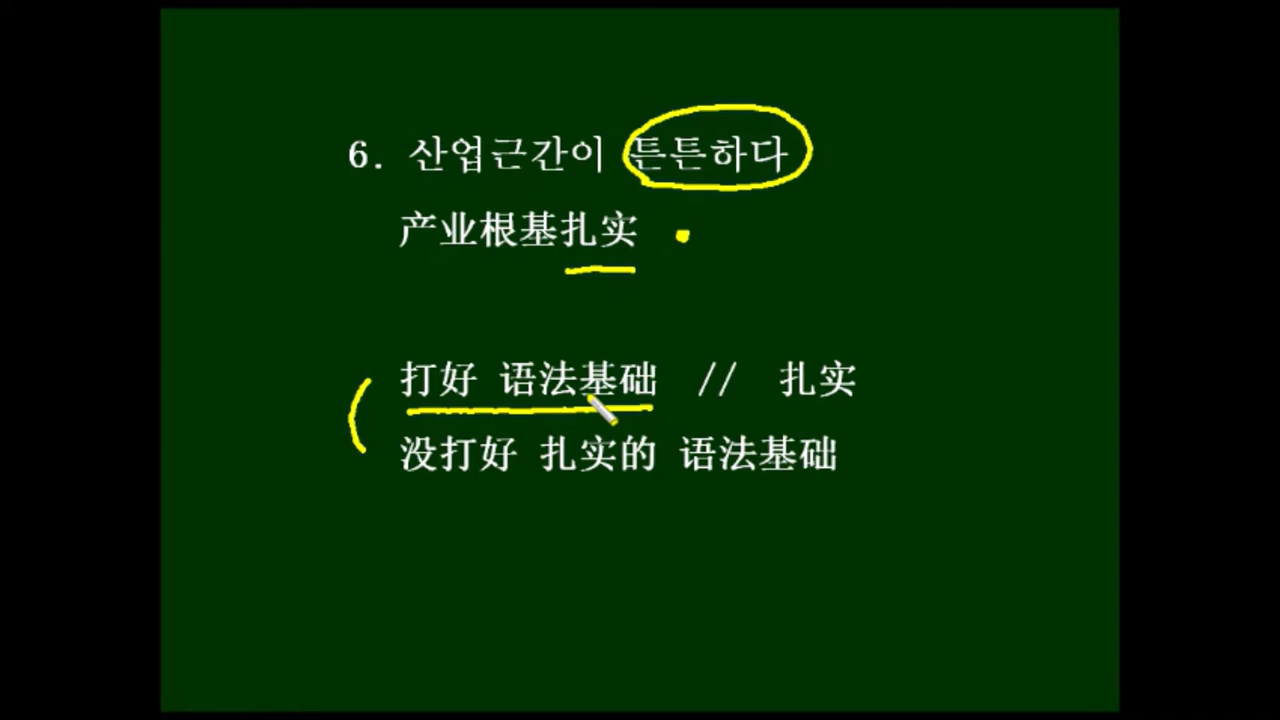 6. 산업근간이 튼튼하다
产业根基扎实
打好 语法基础 // 扎实
没打好 扎实的 语法基础